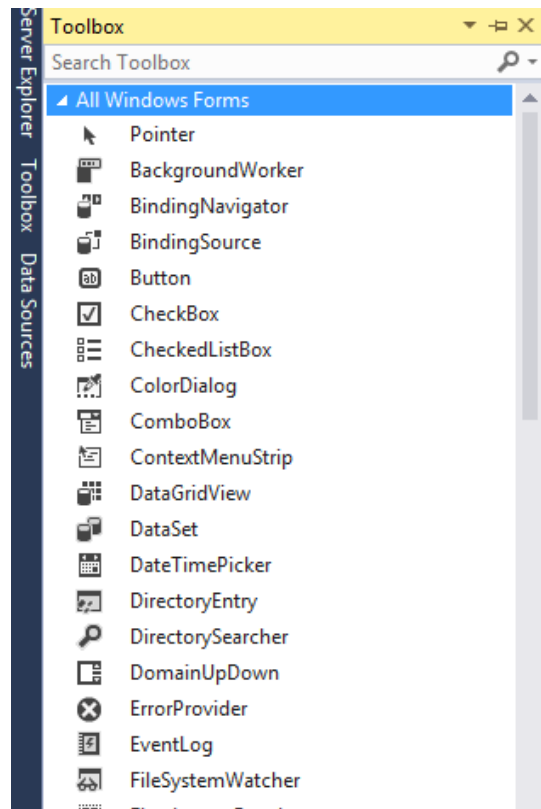 Server Explorer
Toolbox
Data Sources
Toolbox
Search Toolbox
All Windows Forms
Pointer
BackgroundWorker
BindingNavigator
BindingSource
Button
CheckBox
CheckedListBox
ColorDialog
ComboBox
ContextMenuStrip
DataGridView
DataSet
DateTimePicker
DirectoryEntry
DirectorySearcher
DomainUpDown
ErrorProvider
EventLog
FileSystemWatcher